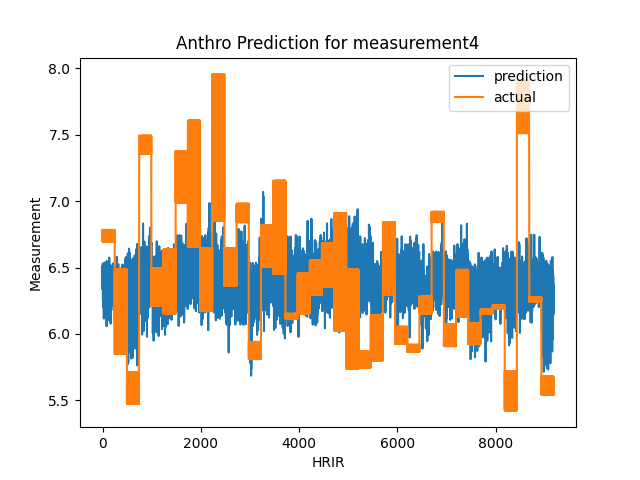 Anthro Prediction for measurement4
prediction
actual
8.0
7.5
7.0
6.5
6.0
5.5
Measurement
0
2000
4000
6000
8000
HRIR